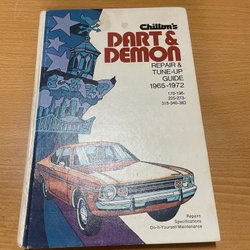 Chilton's
DART &
DEMON
REPAIR &
TUNE-UP
GUIDE
1965-1972
170-198-
225-273-
318-340-383
Repairs
Specifications
Do-It-Yourself Maintenance